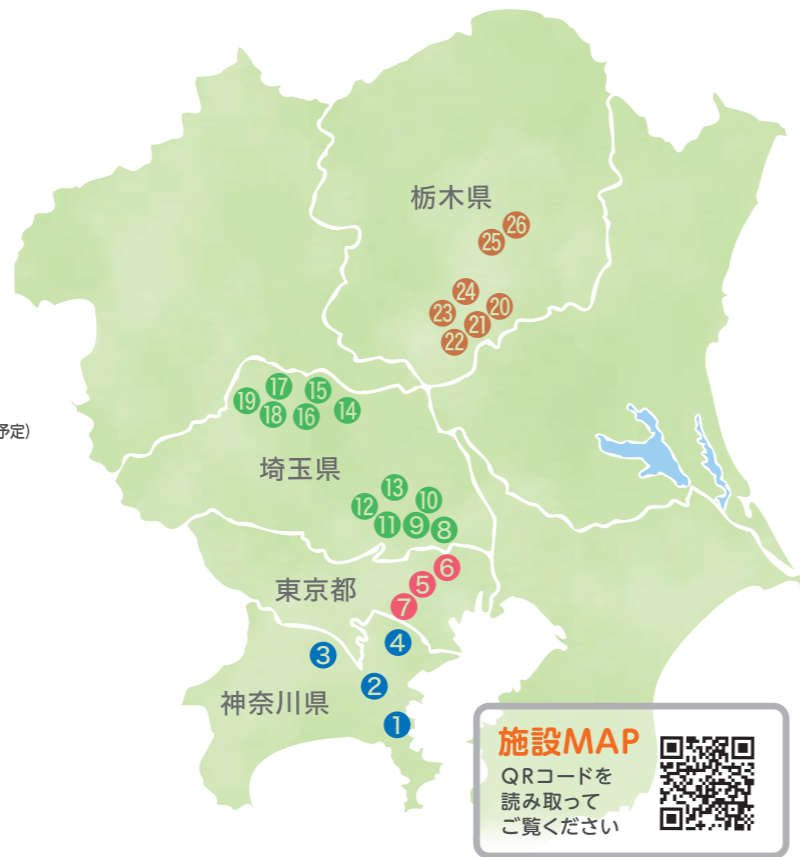 栃木県
㉖
㉕
㉔
㉓
⑳
㉑
㉒
⑰
⑮
⑲
⑱
⑯
⑭
予定)
埼玉県
⑬
⑫
⑩
⑪
⑨
⑧
東京都
⑥
⑤
⑦
④
③
②
神奈川県
①
施設MAP
QRコードを
読み取って
ご覧ください